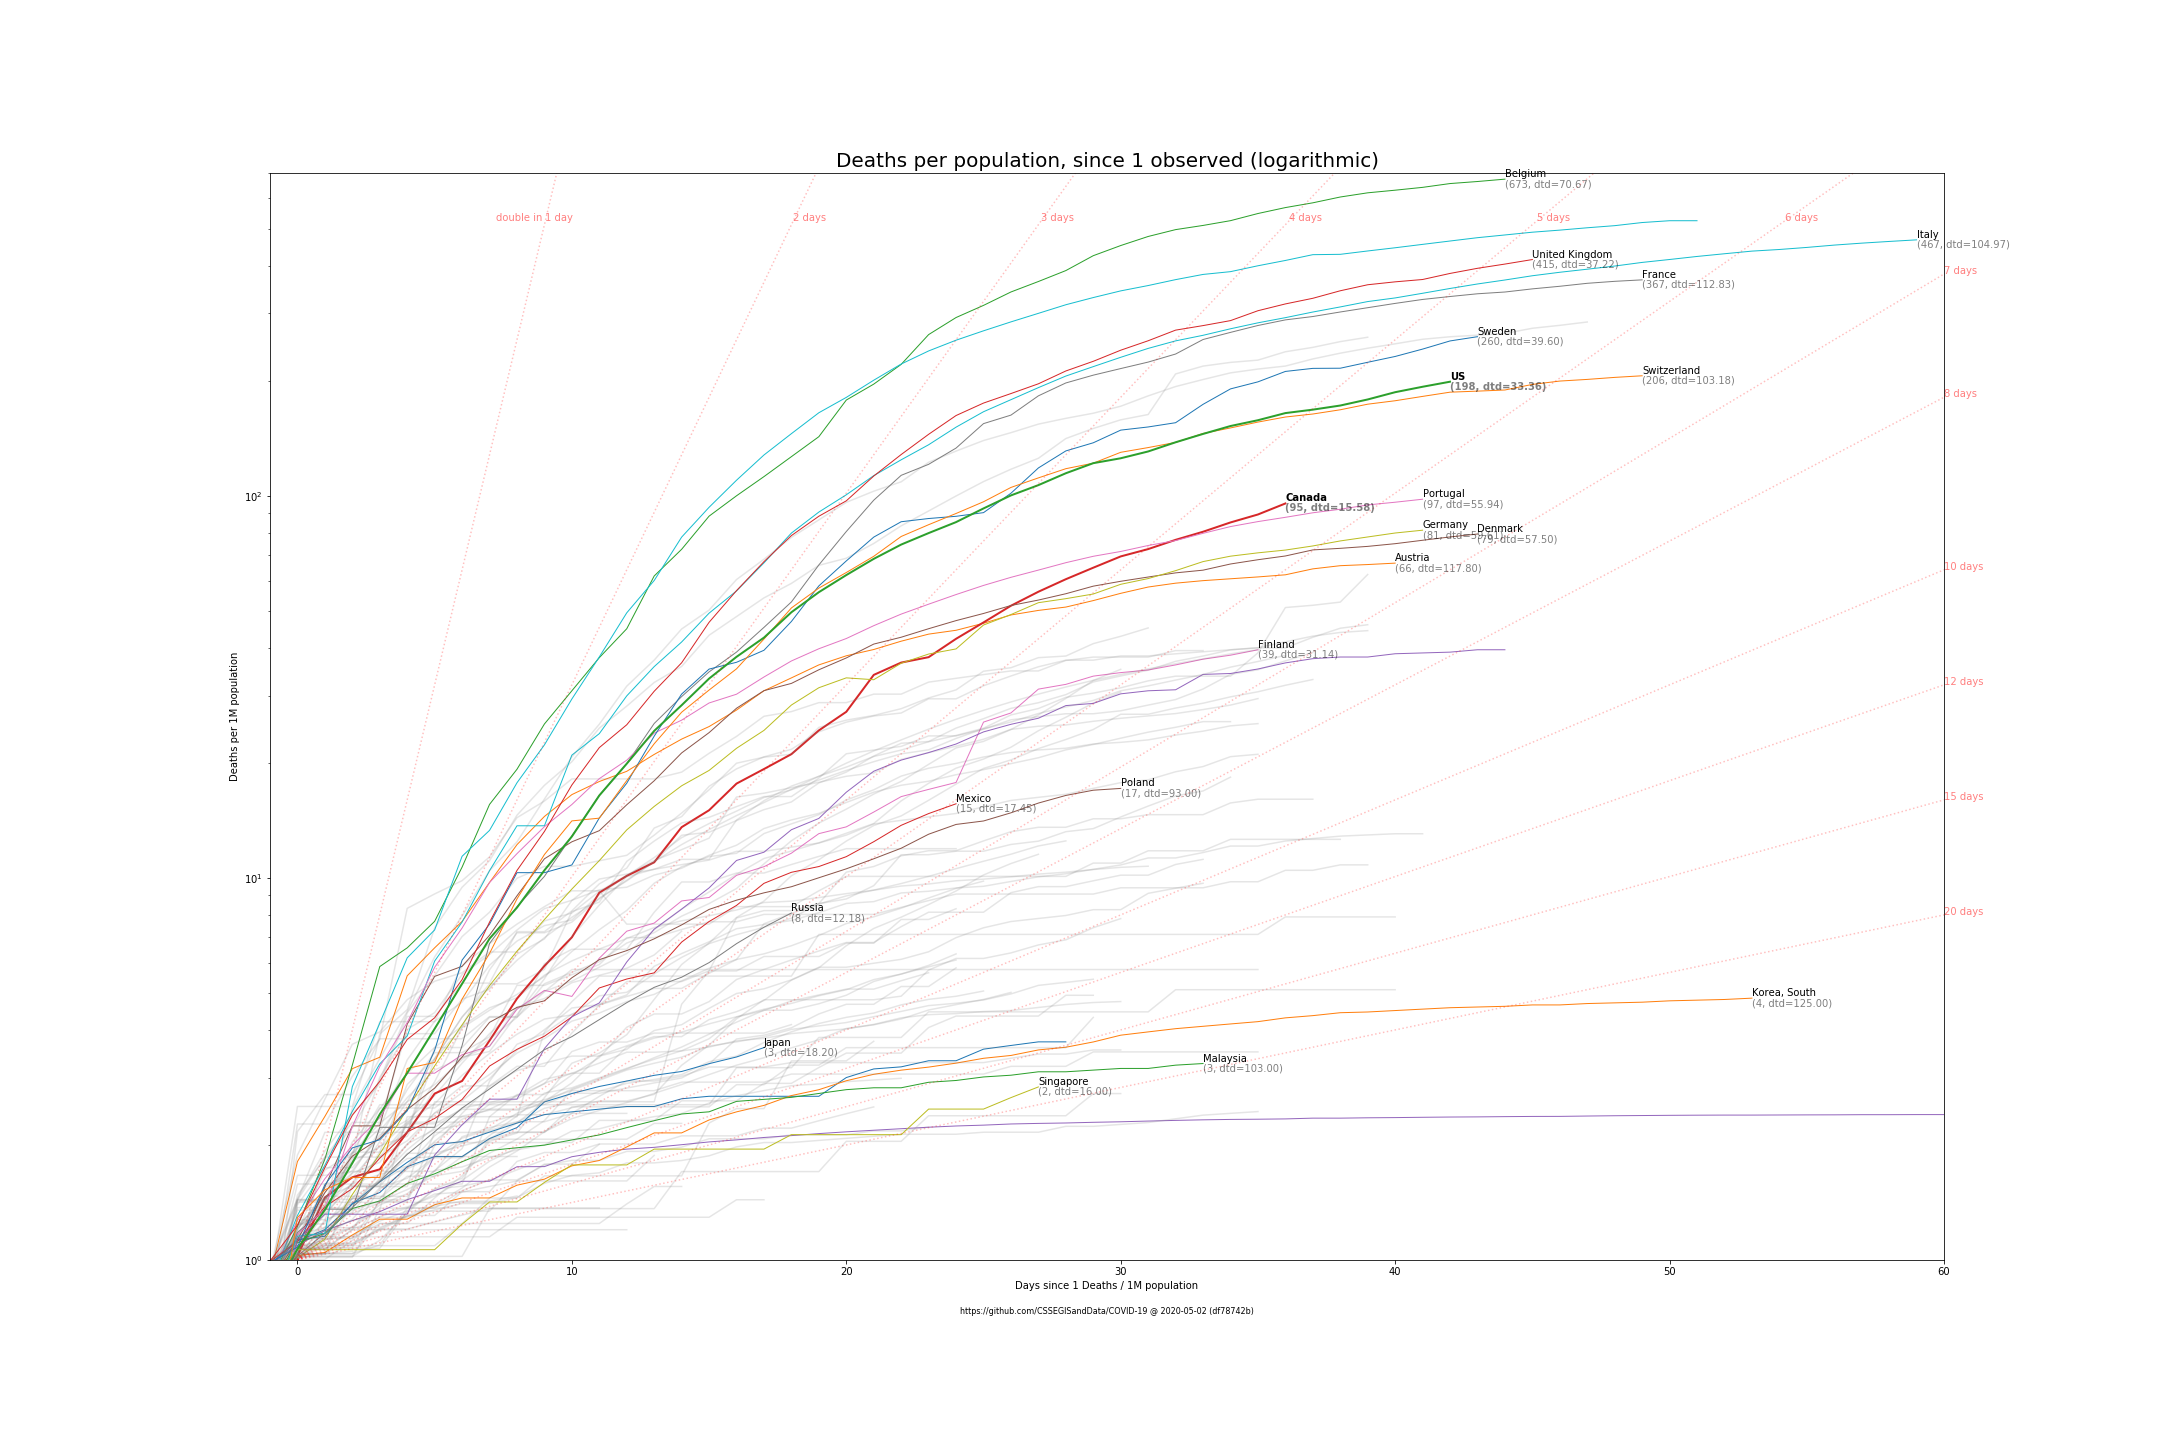 Deaths per population, since 1 observed (logarithmic)
Belgium
(673, dtd=70.67)
double in 1 day
2 days
3 days
4 days
5 days
6 days
Italy
(467, dtd=104.97)
United Kingdom
(415, dtd=37.22)
7 days
France
(367, dtd=112.83)
Sweden
(260, dtd=39.60)
Switzerland
(206, dtd=103.18)
US
(198, dtd=33.36)
8 days
10²
Canada
(95, dtd=15.58)
Portugal
(97, dtd=55.94)
Germany
(81, dtd=59.61)
Denmark
(79, dtd=57.50)
Austria
(66, dtd=117.80)
10 days
Finland
(39, dtd=31.14)
12 days
Deaths per 1M population
Poland
(17, dtd=93.00)
Mexico
(15, dtd=17.45)
15 days
10¹
Russia
(8, dtd=12.18)
20 days
Korea, South
(4, dtd=125.00)
Japan
(3, dtd=18.20)
Malaysia
(3, dtd=103.00)
Singapore
(2, dtd=16.00)
10⁰
0
10
20
30
40
50
60
Days since 1 Deaths / 1M population
https://github.com/CSSEGISandData/COVID-19 @ 2020-05-02 (df78742b)